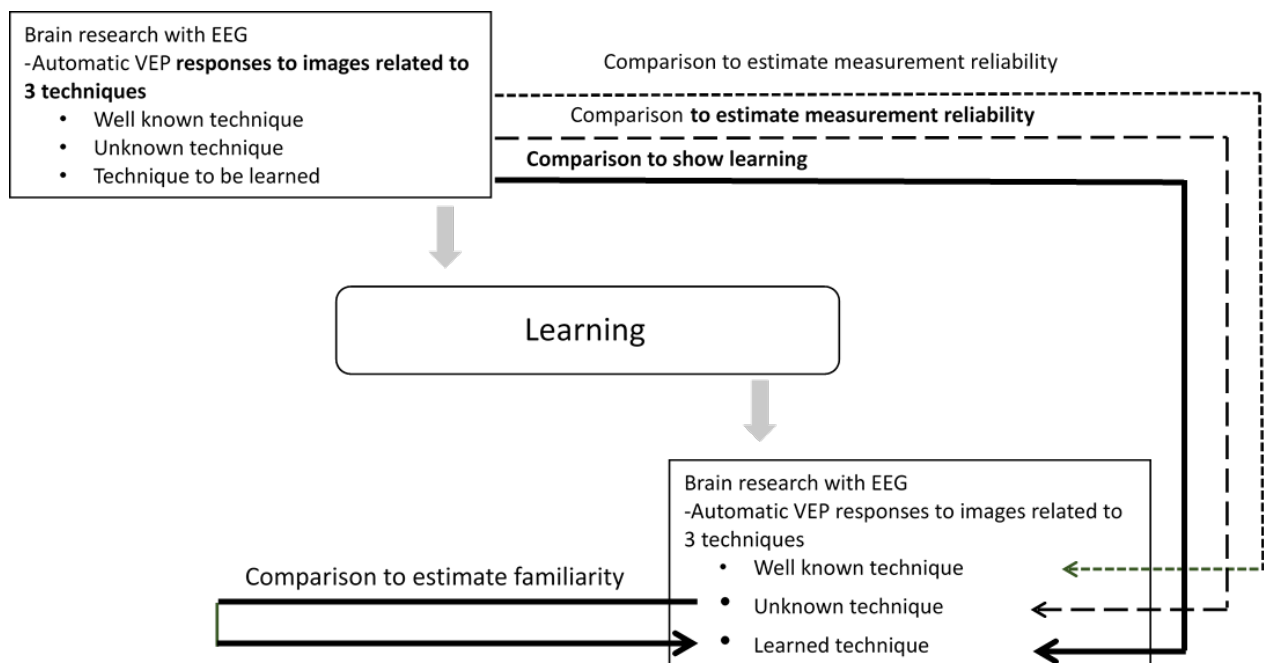 Brain research with EEG
-Automatic VEP responses to images related to
3 techniques
• Well known technique
• Unknown technique
• Technique to be learned
Comparison to estimate measurement reliability
Comparison to estimate measurement reliability
Comparison to show learning
Learning
Brain research with EEG
-Automatic VEP responses to images related to
3 techniques
• Well known technique
• Unknown technique
• Learned technique
Comparison to estimate familiarity